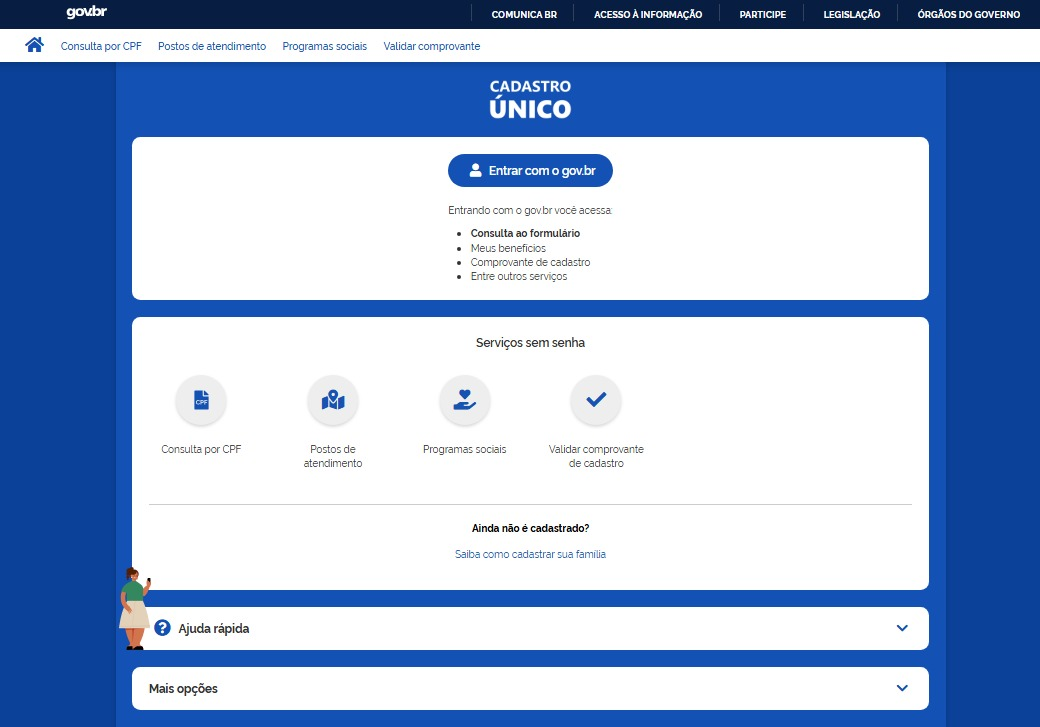 gov.br
COMUNICA BR
ACESSO À INFORMAÇÃO
PARTICIPE
LEGISLAÇÃO
ÓRGÃOS DO GOVERNO
Consulta por CPF
Postos de atendimento
Programas sociais
Validar comprovante
CADASTRO
ÚNICO
Entrar com o gov.br
Entrando com o gov.br você acessa:
Consulta ao formulário
Meus benefícios
Comprovante de cadastro
Entre outros serviços
Serviços sem senha
CPF
Consulta por CPF
Postos de
atendimento
Programas sociais
Validar comprovante
de cadastro
Ainda não é cadastrado?
Saiba como cadastrar sua família
? Ajuda rápida
Mais opções